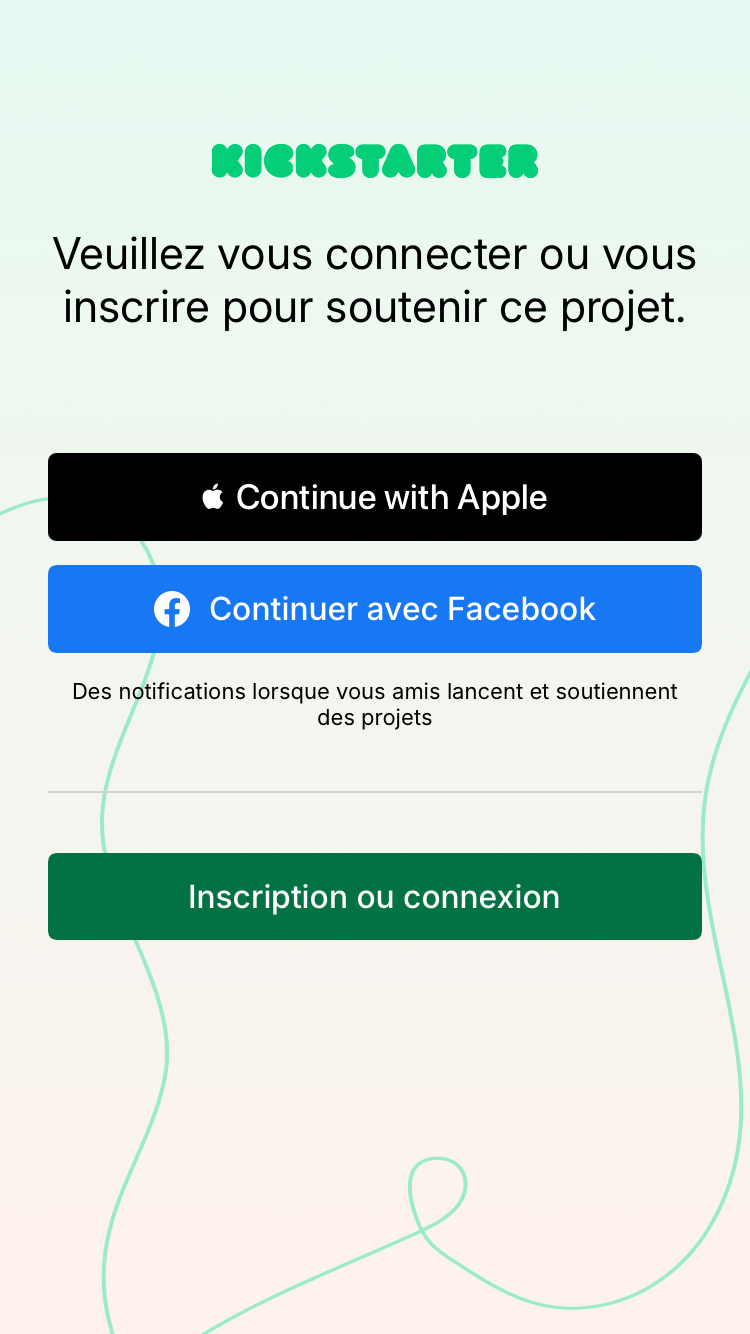 KICKSTARTER
Veuillez vous connecter ou vous
inscrire pour soutenir ce projet.
Continue with Apple
Continuer avec Facebook
Des notifications lorsque vous amis lancent et soutiennent
des projets
Inscription ou connexion